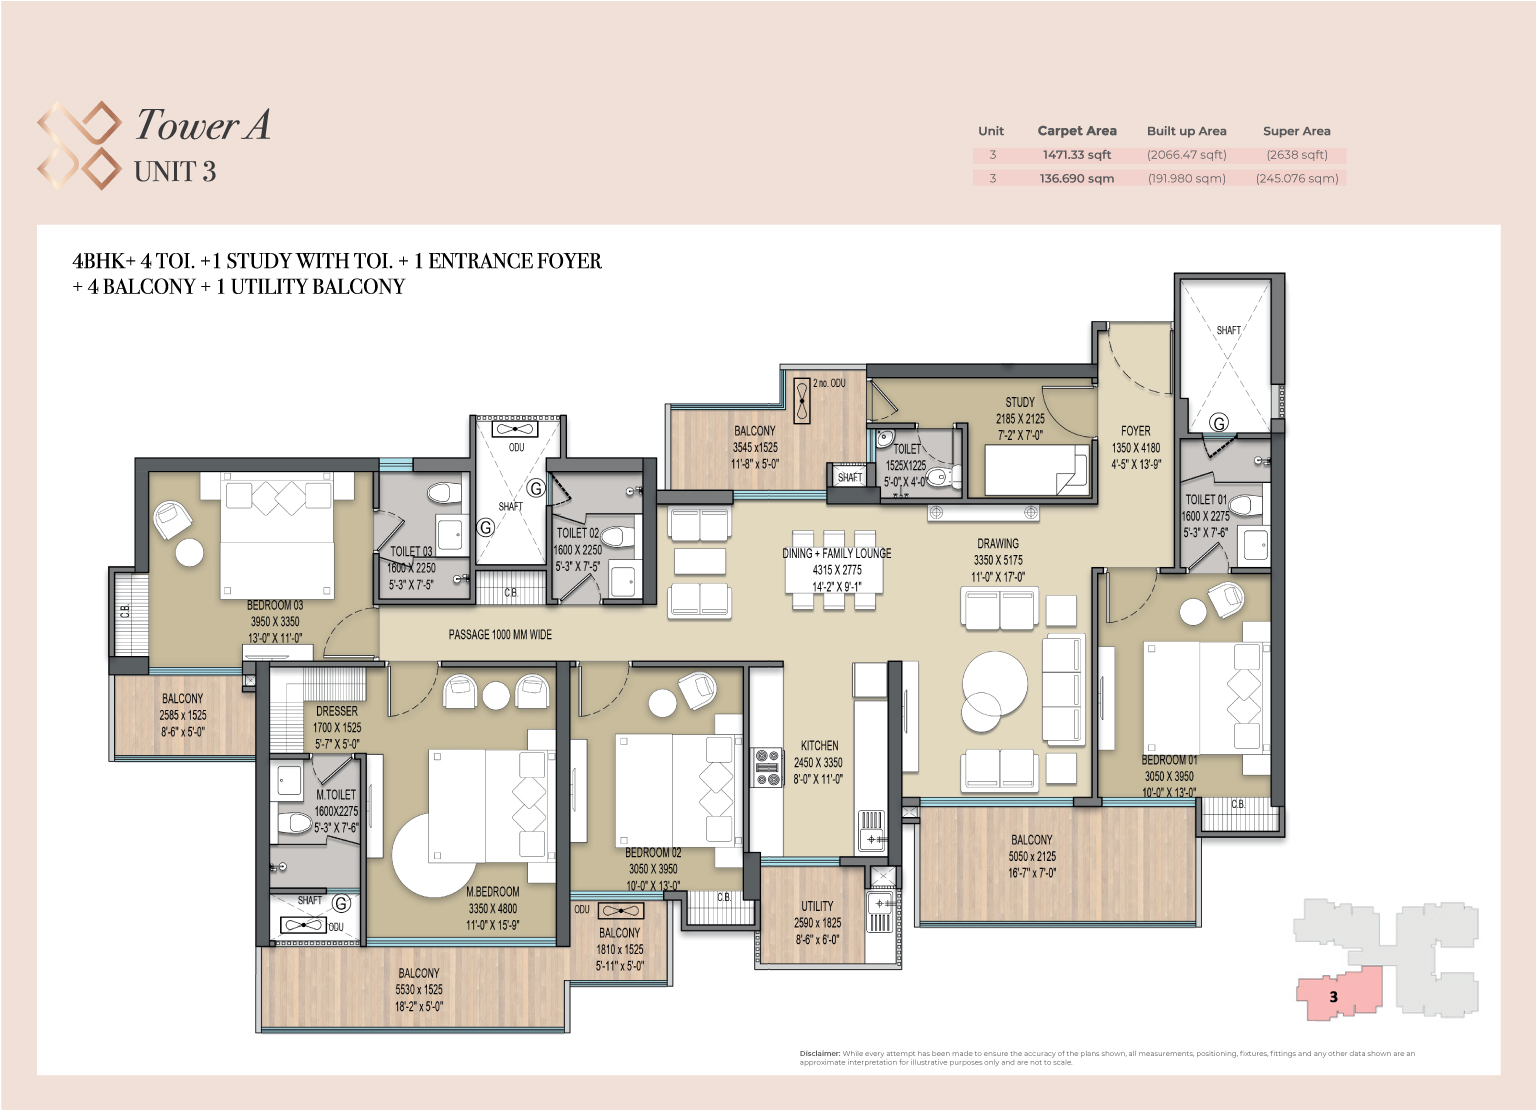 Tower A
UNIT 3
Unit Carpet Area Built up Area Super Area
3 1471.33 sqft (2066.47 sqft) (2638 sqft)
3 136.690 sqm (191.980 sqm) (245.076 sqm)
4BHK+ 4 TOI. +1 STUDY WITH TOI. + 1 ENTRANCE FOYER
+ 4 BALCONY + 1 UTILITY BALCONY
SHAFT
G
2 no. ODU
BALCONY
3545 x1525
11'-8" x 5'-0"
SHAFT
STUDY
2185 X 2125
7'-2" X 7'-0"
TOILET
1525X1225
5'-0" X 4'-0"
FOYER
1350 X 4180
4'-5" X 13'-9"
TOILET 01
1600 X 2275
5'-3" X 7'-6"
ODU
G
SHAFT
G
C.B.
TOILET 03
1600 X 2250
5'-3" X 7'-5"
TOILET 02
1600 X 2250
5'-3" X 7'-5"
DINING + FAMILY LOUNGE
4315 X 2775
14'-2" X 9'-1"
DRAWING
3350 X 5175
11'-0" X 17'-0"
C.B.
BEDROOM 03
3950 X 3350
13'-0" X 11'-0"
PASSAGE 1000 MM WIDE
BALCONY
2585 x 1525
8'-6" x 5'-0"
DRESSER
1700 X 1525
5'-7" X 5'-0"
M.TOILET
1600X2275
5'-3" X 7'-6"
SHAFT
G
ODU
M.BEDROOM
3350 X 4800
11'-0" X 15'-9"
BEDROOM 02
3050 X 3950
10'-0" X 13'-0"
C.B.
KITCHEN
2450 X 3350
8'-0" X 11'-0"
BEDROOM 01
3050 X 3950
10'-0" X 13'-0"
C.B.
BALCONY
5050 x 2125
16'-7" x 7'-0"
UTILITY
2590 x 1825
8'-6" x 6'-0"
ODU
BALCONY
1810 x 1525
5'-11" x 5'-0"
BALCONY
5530 x 1525
18'-2" x 5'-0"
3
Disclaimer: While every attempt has been made to ensure the accuracy of the plans shown, all measurements, positioning, fixtures, fittings and any other data shown are an
approximate interpretation for illustrative purposes only and are not to scale.